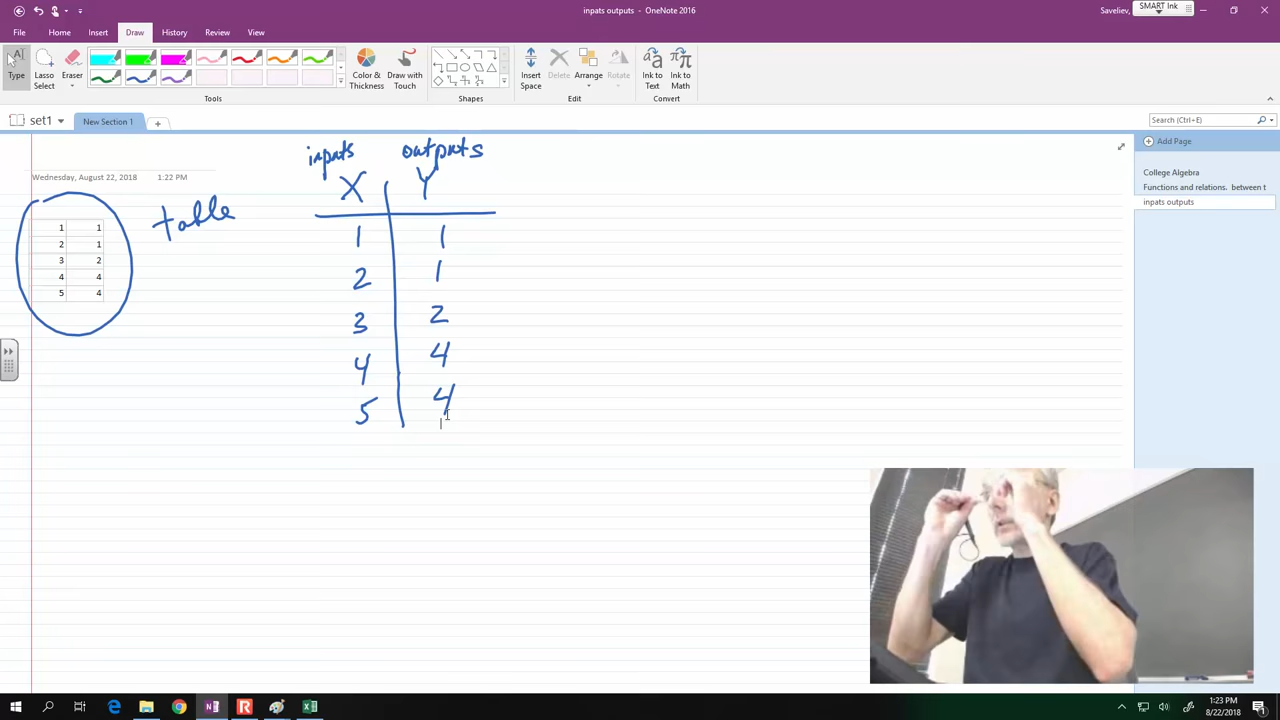 inpats outputs - OneNote 2016
Saveliev,
SMART Ink
File Home Insert Draw History Review View
Type
Lasso Select
Eraser
Color & Thickness
Draw with Touch
Insert Space
Delete
Arrange
Rotate
Ink to Text
Ink to Math
Tools
Shapes
Edit
Convert
set1
New Section 1
Search (Ctrl+E)
Add Page
College Algebra
Functions and relations. between t
inpats outputs
Wednesday, August 22, 2018 1:22 PM
1 1
2 1
3 2
4 4
5 4
table
inputs outputs
X Y
1 1
2 1
3 2
4 4
5 4
1:23 PM
8/22/2018